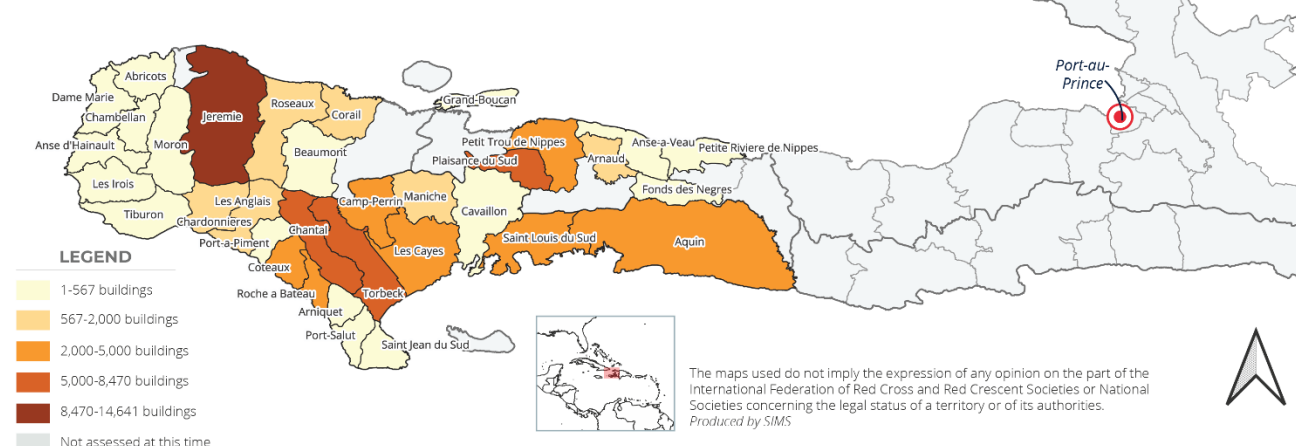 Port-au-
Prince
Abricots
Dame Marie
Grand-Boucan
Roseaux
Corail
Jeremie
Chambellan
Anse d'Hainault
Moron
Beaumont
Petit Trou de Nippes
Anse-a-Veau
Petite Riviere de Nippes
Plaisance du Sud
Arnaud
Les Irois
Fonds des Negres
Les Anglais
Camp-Perrin
Maniche
Cavaillon
Tiburon
Chardonnieres
Chantal
Port-a-Piment
Les Cayes
Saint Louis du Sud
Aquin
Coteaux
Roche a Bateau
Torbeck
Arniquet
Port-Salut
Saint Jean du Sud
LEGEND
1-567 buildings
567-2,000 buildings
2,000-5,000 buildings
5,000-8,470 buildings
8,470-14,641 buildings
Not assessed at this time
The maps used do not imply the expression of any opinion on the part of the
International Federation of Red Cross and Red Crescent Societies or National
Societies concerning the legal status of a territory or of its authorities.
Produced by SIMS